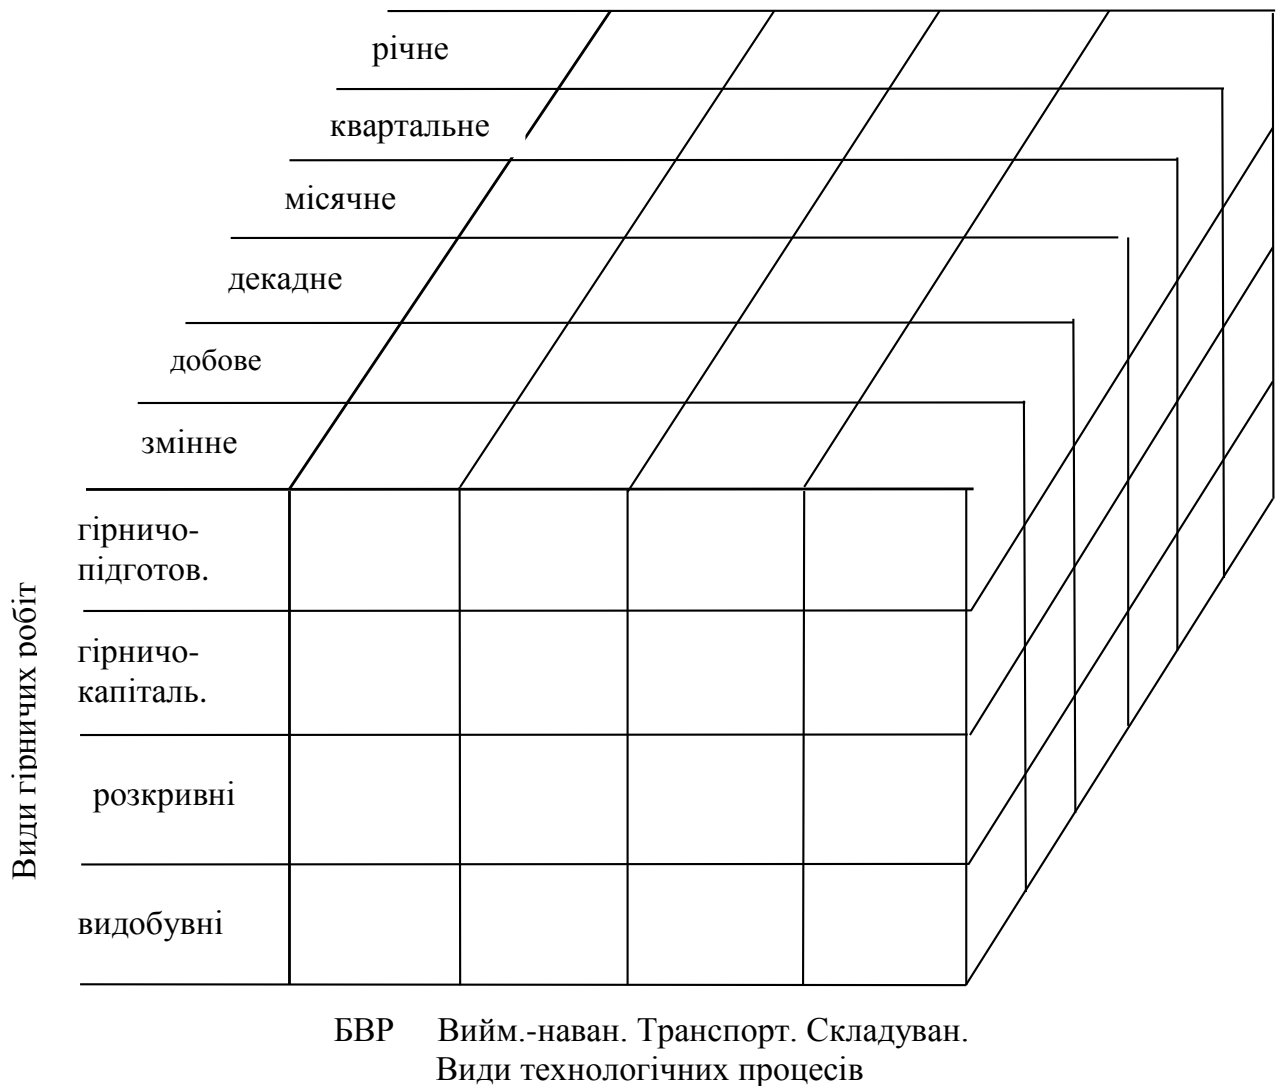 річне
квартальне
місячне
декадне
добове
змінне
гірничо-
підготов.
гірничо-
капіталь.
розкривні
видобувні
Види гірничих робіт
БВР Вийм.-наван. Транспорт. Складуван.
Види технологічних процесів